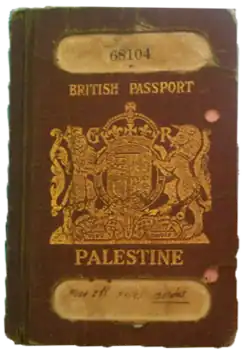 68104
BRITISH PASSPORT
G R
PALESTINE